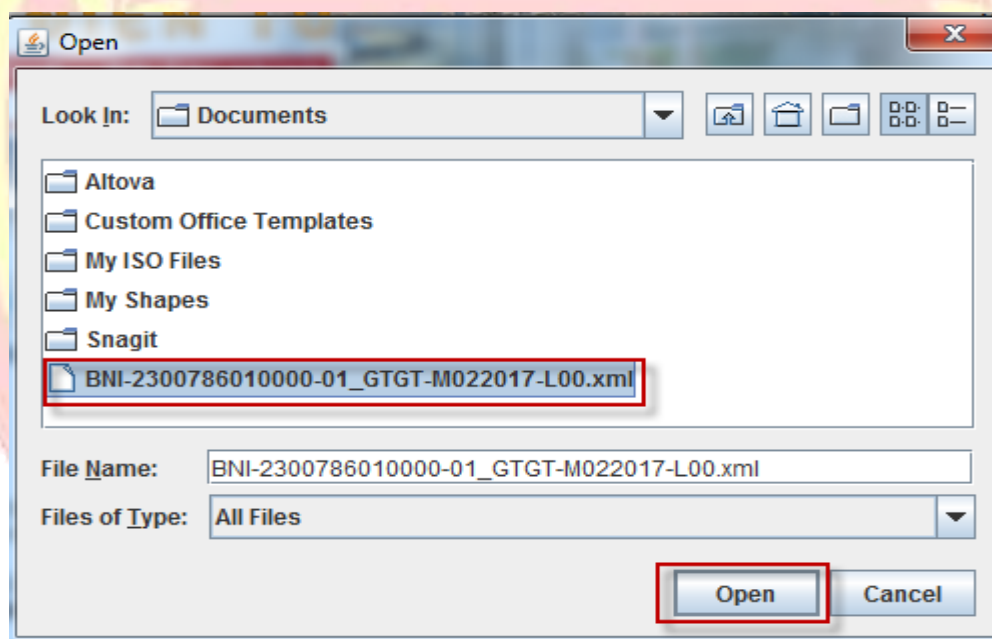 Open
Look In: Documents
Altova
Custom Office Templates
My ISO Files
My Shapes
Snagit
BNI-2300786010000-01_GTGT-M022017-L00.xml
File Name: BNI-2300786010000-01_GTGT-M022017-L00.xml
Files of Type: All Files
Open Cancel